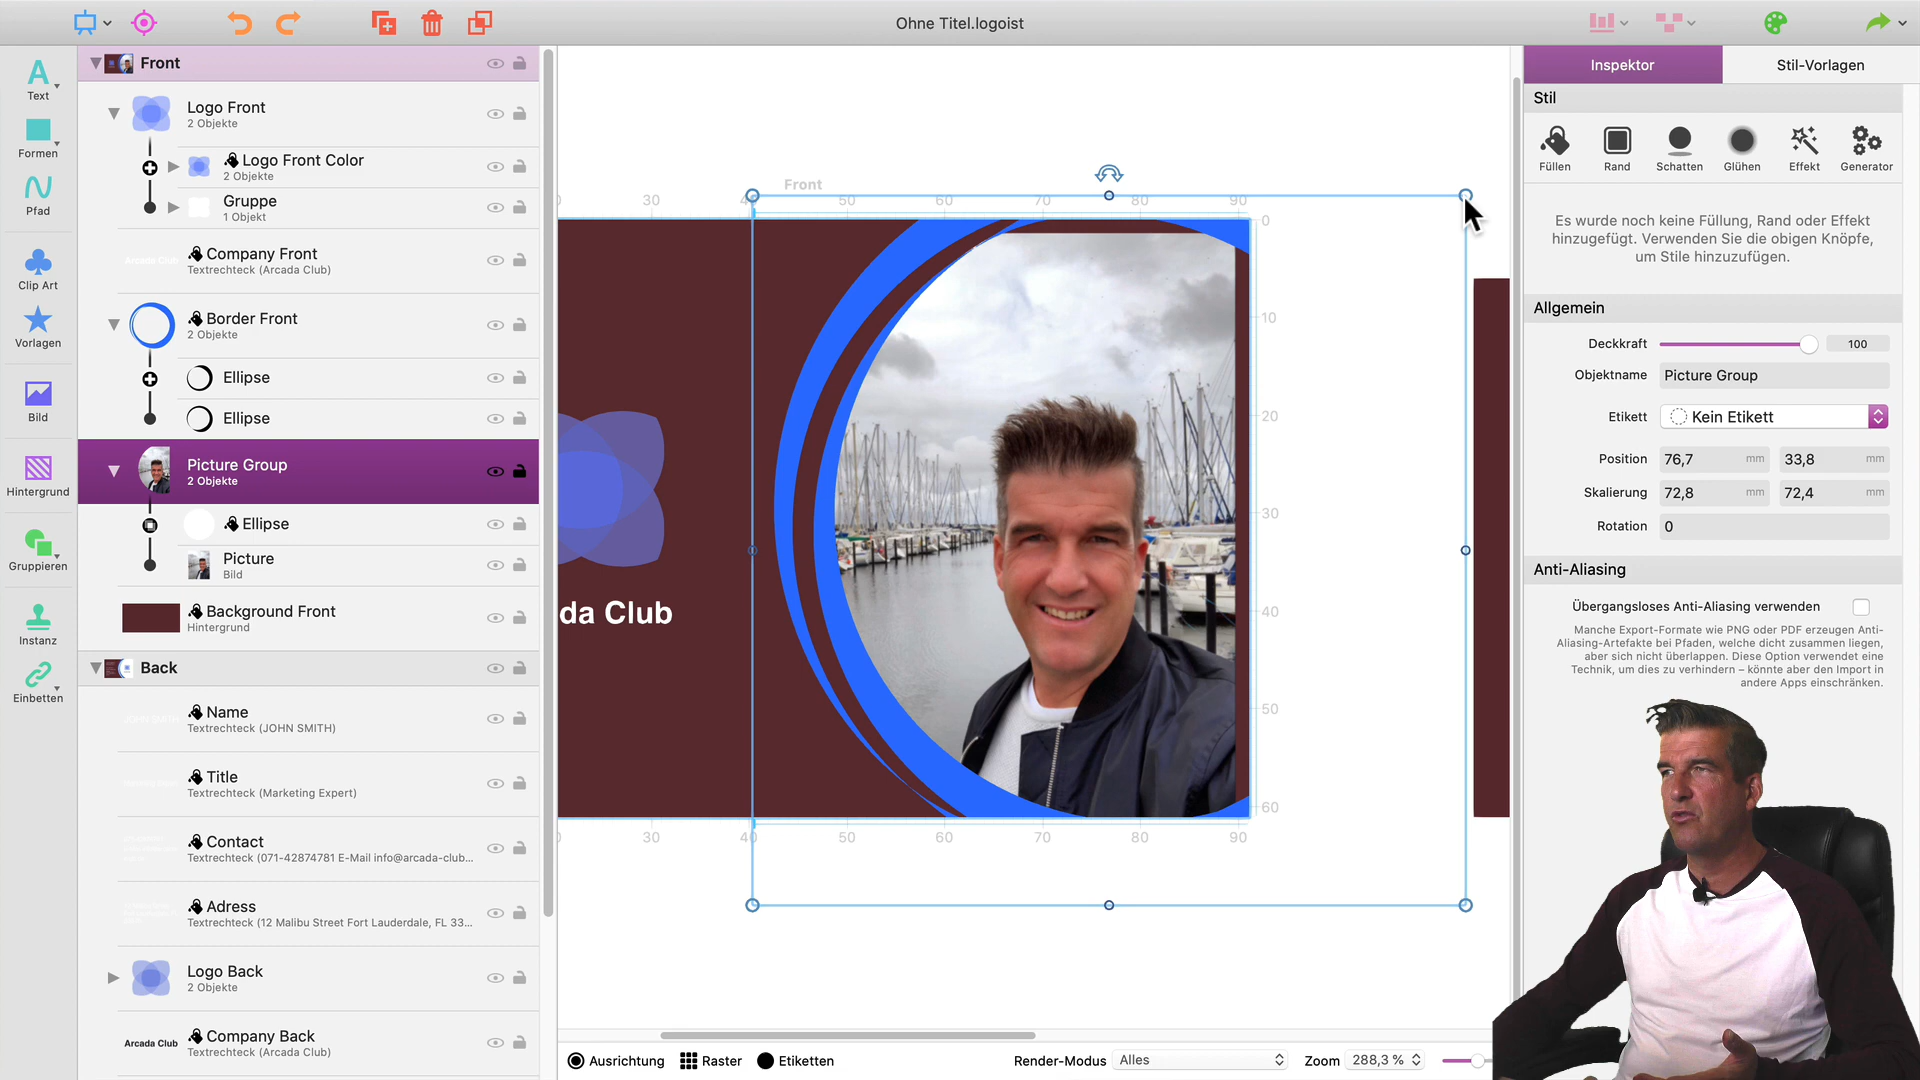 Ohne Titel.logoist
Text
Formen
Pfad
Clip Art
Vorlagen
Bild
Hintergrund
Gruppieren
Instanz
Einbetten
Front
Logo Front
2 Objekte
Logo Front Color
2 Objekte
Gruppe
1 Objekt
Arcada Club
Company Front
Textrechteck (Arcada Club)
Border Front
2 Objekte
Ellipse
Ellipse
Picture Group
2 Objekte
Ellipse
Picture
Bild
Background Front
Hintergrund
Back
Name
Textrechteck (JOHN SMITH)
Title
Textrechteck (Marketing Expert)
Contact
Textrechteck (071-42874781 E-Mail info@arcada-club...
Adress
Textrechteck (12 Malibu Street Fort Lauderdale, FL 33...
Logo Back
2 Objekte
Arcada Club
Company Back
Textrechteck (Arcada Club)
Front
30 40 50 60 70 80 90
0
10
20
30
40
50
60
da Club
30 40 50 60 70 80 90
Ausrichtung
Raster
Etiketten
Render-Modus
Alles
Zoom
288,3 %
Inspektor
Stil-Vorlagen
Stil
Füllen
Rand
Schatten
Glühen
Effekt
Generator
Es wurde noch keine Füllung, Rand oder Effekt
hinzugefügt. Verwenden Sie die obigen Knöpfe,
um Stile hinzuzufügen.
Allgemein
Deckkraft 100
Objektname Picture Group
Etikett Kein Etikett
Position 76,7 mm 33,8 mm
Skalierung 72,8 mm 72,4 mm
Rotation 0
Anti-Aliasing
Übergangsloses Anti-Aliasing verwenden
Manche Export-Formate wie PNG oder PDF erzeugen Anti-
Aliasing-Artefakte bei Pfaden, welche dicht zusammen liegen,
aber sich nicht überlappen. Diese Option verwendet eine
Technik, um dies zu verhindern – könnte aber den Import in
andere Apps einschränken.